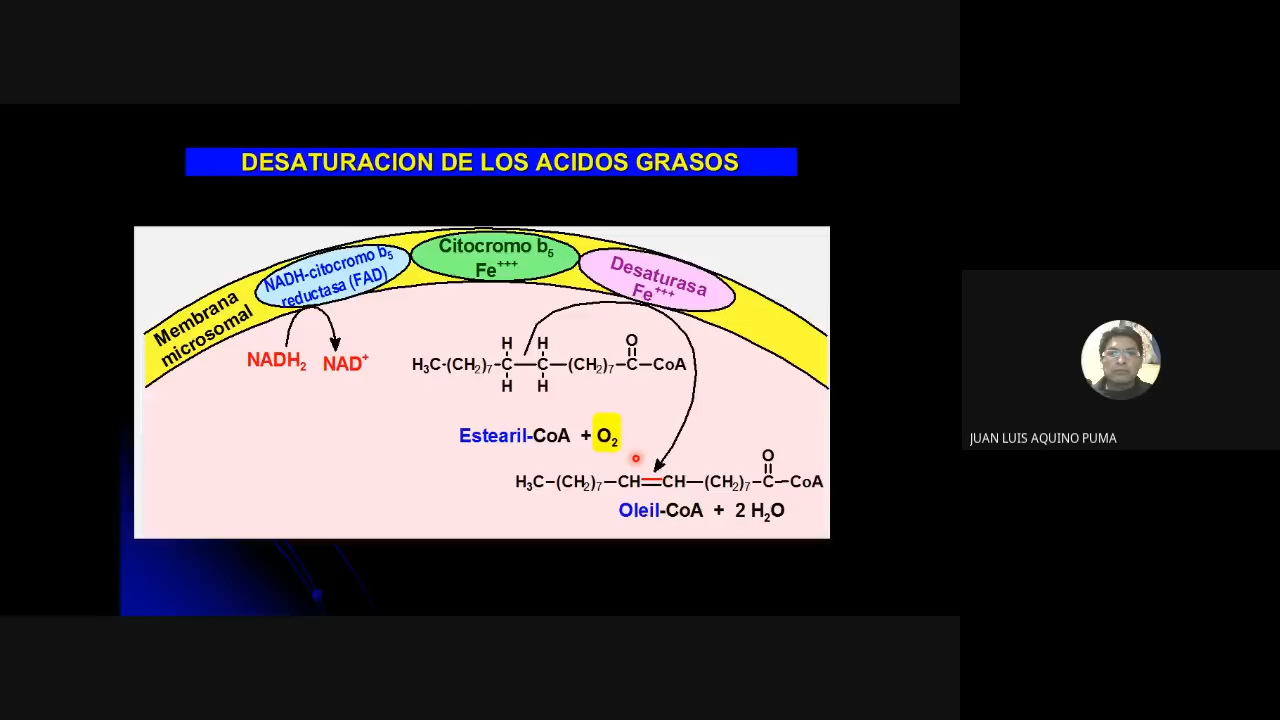 DESATURACION DE LOS ACIDOS GRASOS
Membrana
microsomal
NADH-citocromo b5
reductasa (FAD)
Citocromo b5
Fe+++
Desaturasa
Fe+++
NADH2
NAD+
H H O
H3C-(CH2)7-C-C-(CH2)7-C-CoA
H H
Estearil-CoA + O2
O
H3C-(CH2)7-CH=CH-(CH2)7-C-CoA
Oleil-CoA + 2 H2O
JUAN LUIS AQUINO PUMA